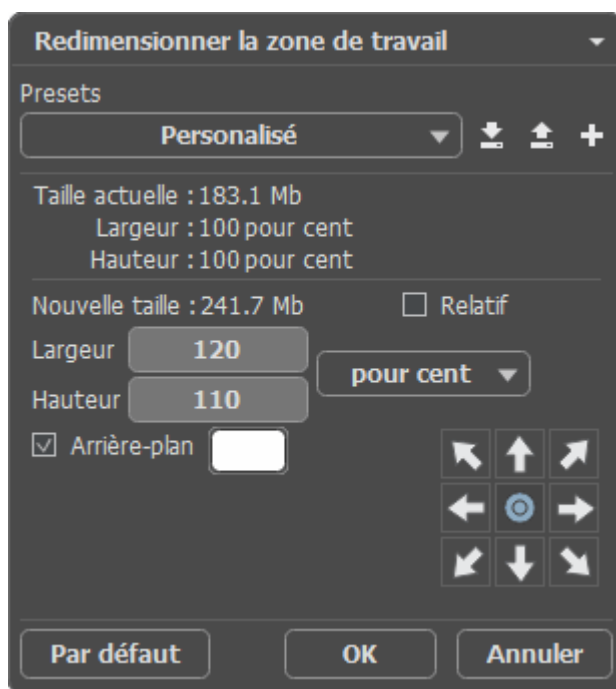 Redimensionner la zone de travail
Presets
Personalisé
Taille actuelle :183.1 Mb
Largeur :100 pour cent
Hauteur :100 pour cent
Nouvelle taille :241.7 Mb Relatif
Largeur 120
pour cent
Hauteur 110
Arrière-plan
Par défaut OK Annuler